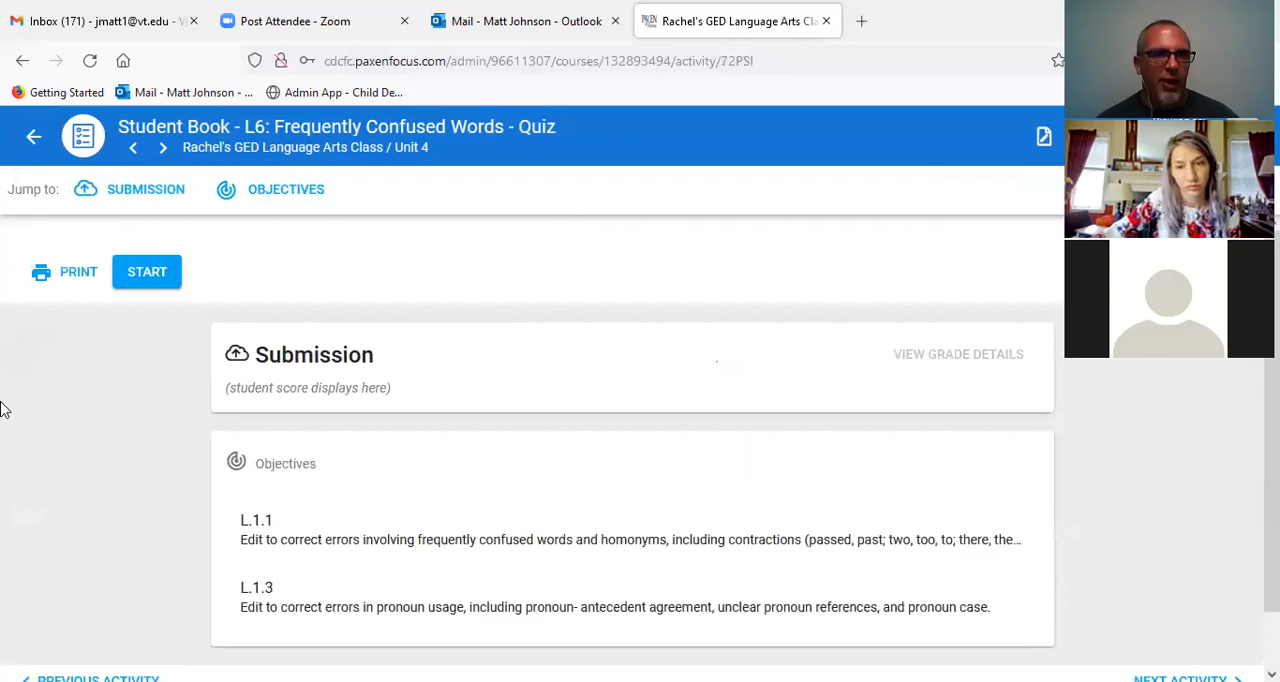 Inbox (171) - jmatt1@vt.edu -
Post Attendee - Zoom
Mail - Matt Johnson - Outlook
Rachel's GED Language Arts Cla
cdcfc.paxenfocus.com/admin/96611307/courses/132893494/activity/72PSI
Getting Started
Mail - Matt Johnson - ...
Admin App - Child De...
Student Book - L6: Frequently Confused Words - Quiz
Rachel's GED Language Arts Class / Unit 4
Jump to: SUBMISSION OBJECTIVES
PRINT START
Submission
VIEW GRADE DETAILS
(student score displays here)
Objectives
L.1.1
Edit to correct errors involving frequently confused words and homonyms, including contractions (passed, past; two, too, to; there, the...
L.1.3
Edit to correct errors in pronoun usage, including pronoun- antecedent agreement, unclear pronoun references, and pronoun case.
PREVIOUS ACTIVITY
NEXT ACTIVITY